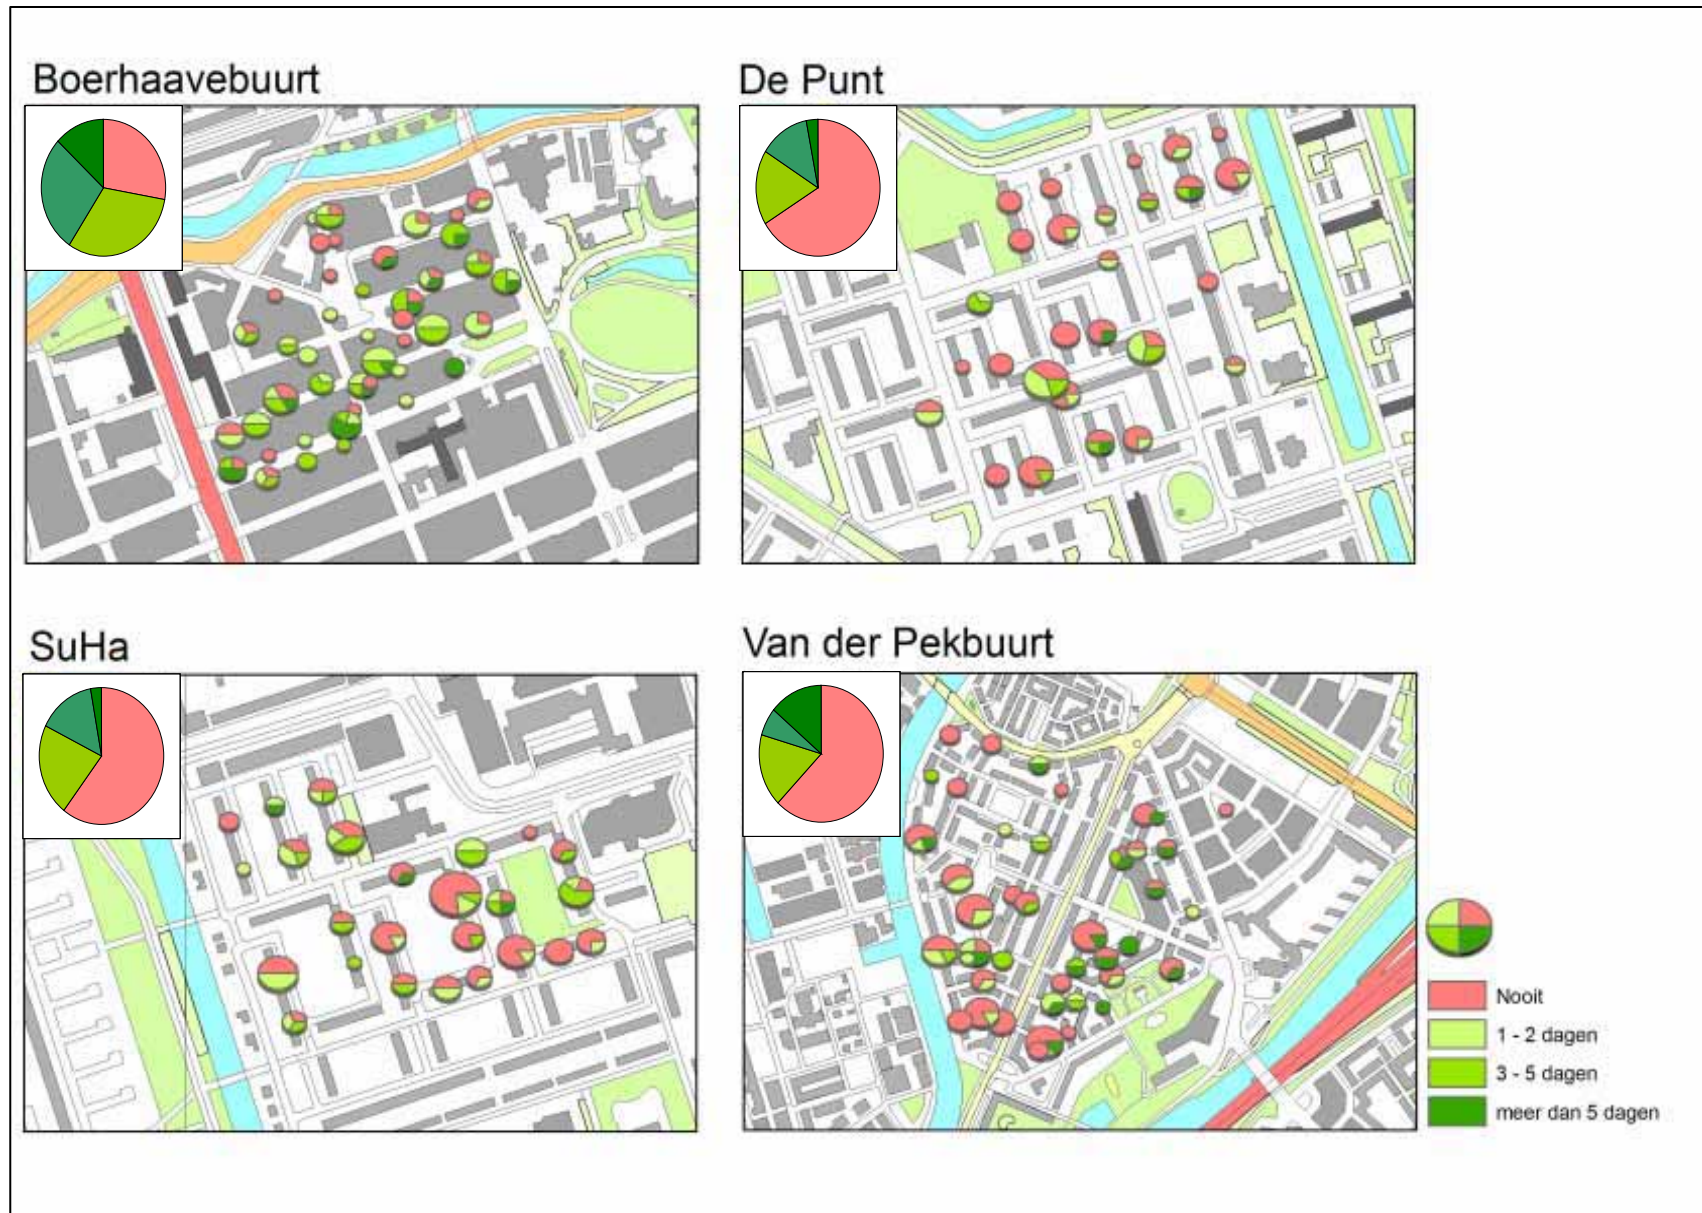 Boerhaavebuurt
De Punt
SuHa
Van der Pekbuurt
Nooit
1 - 2 dagen
3 - 5 dagen
meer dan 5 dagen